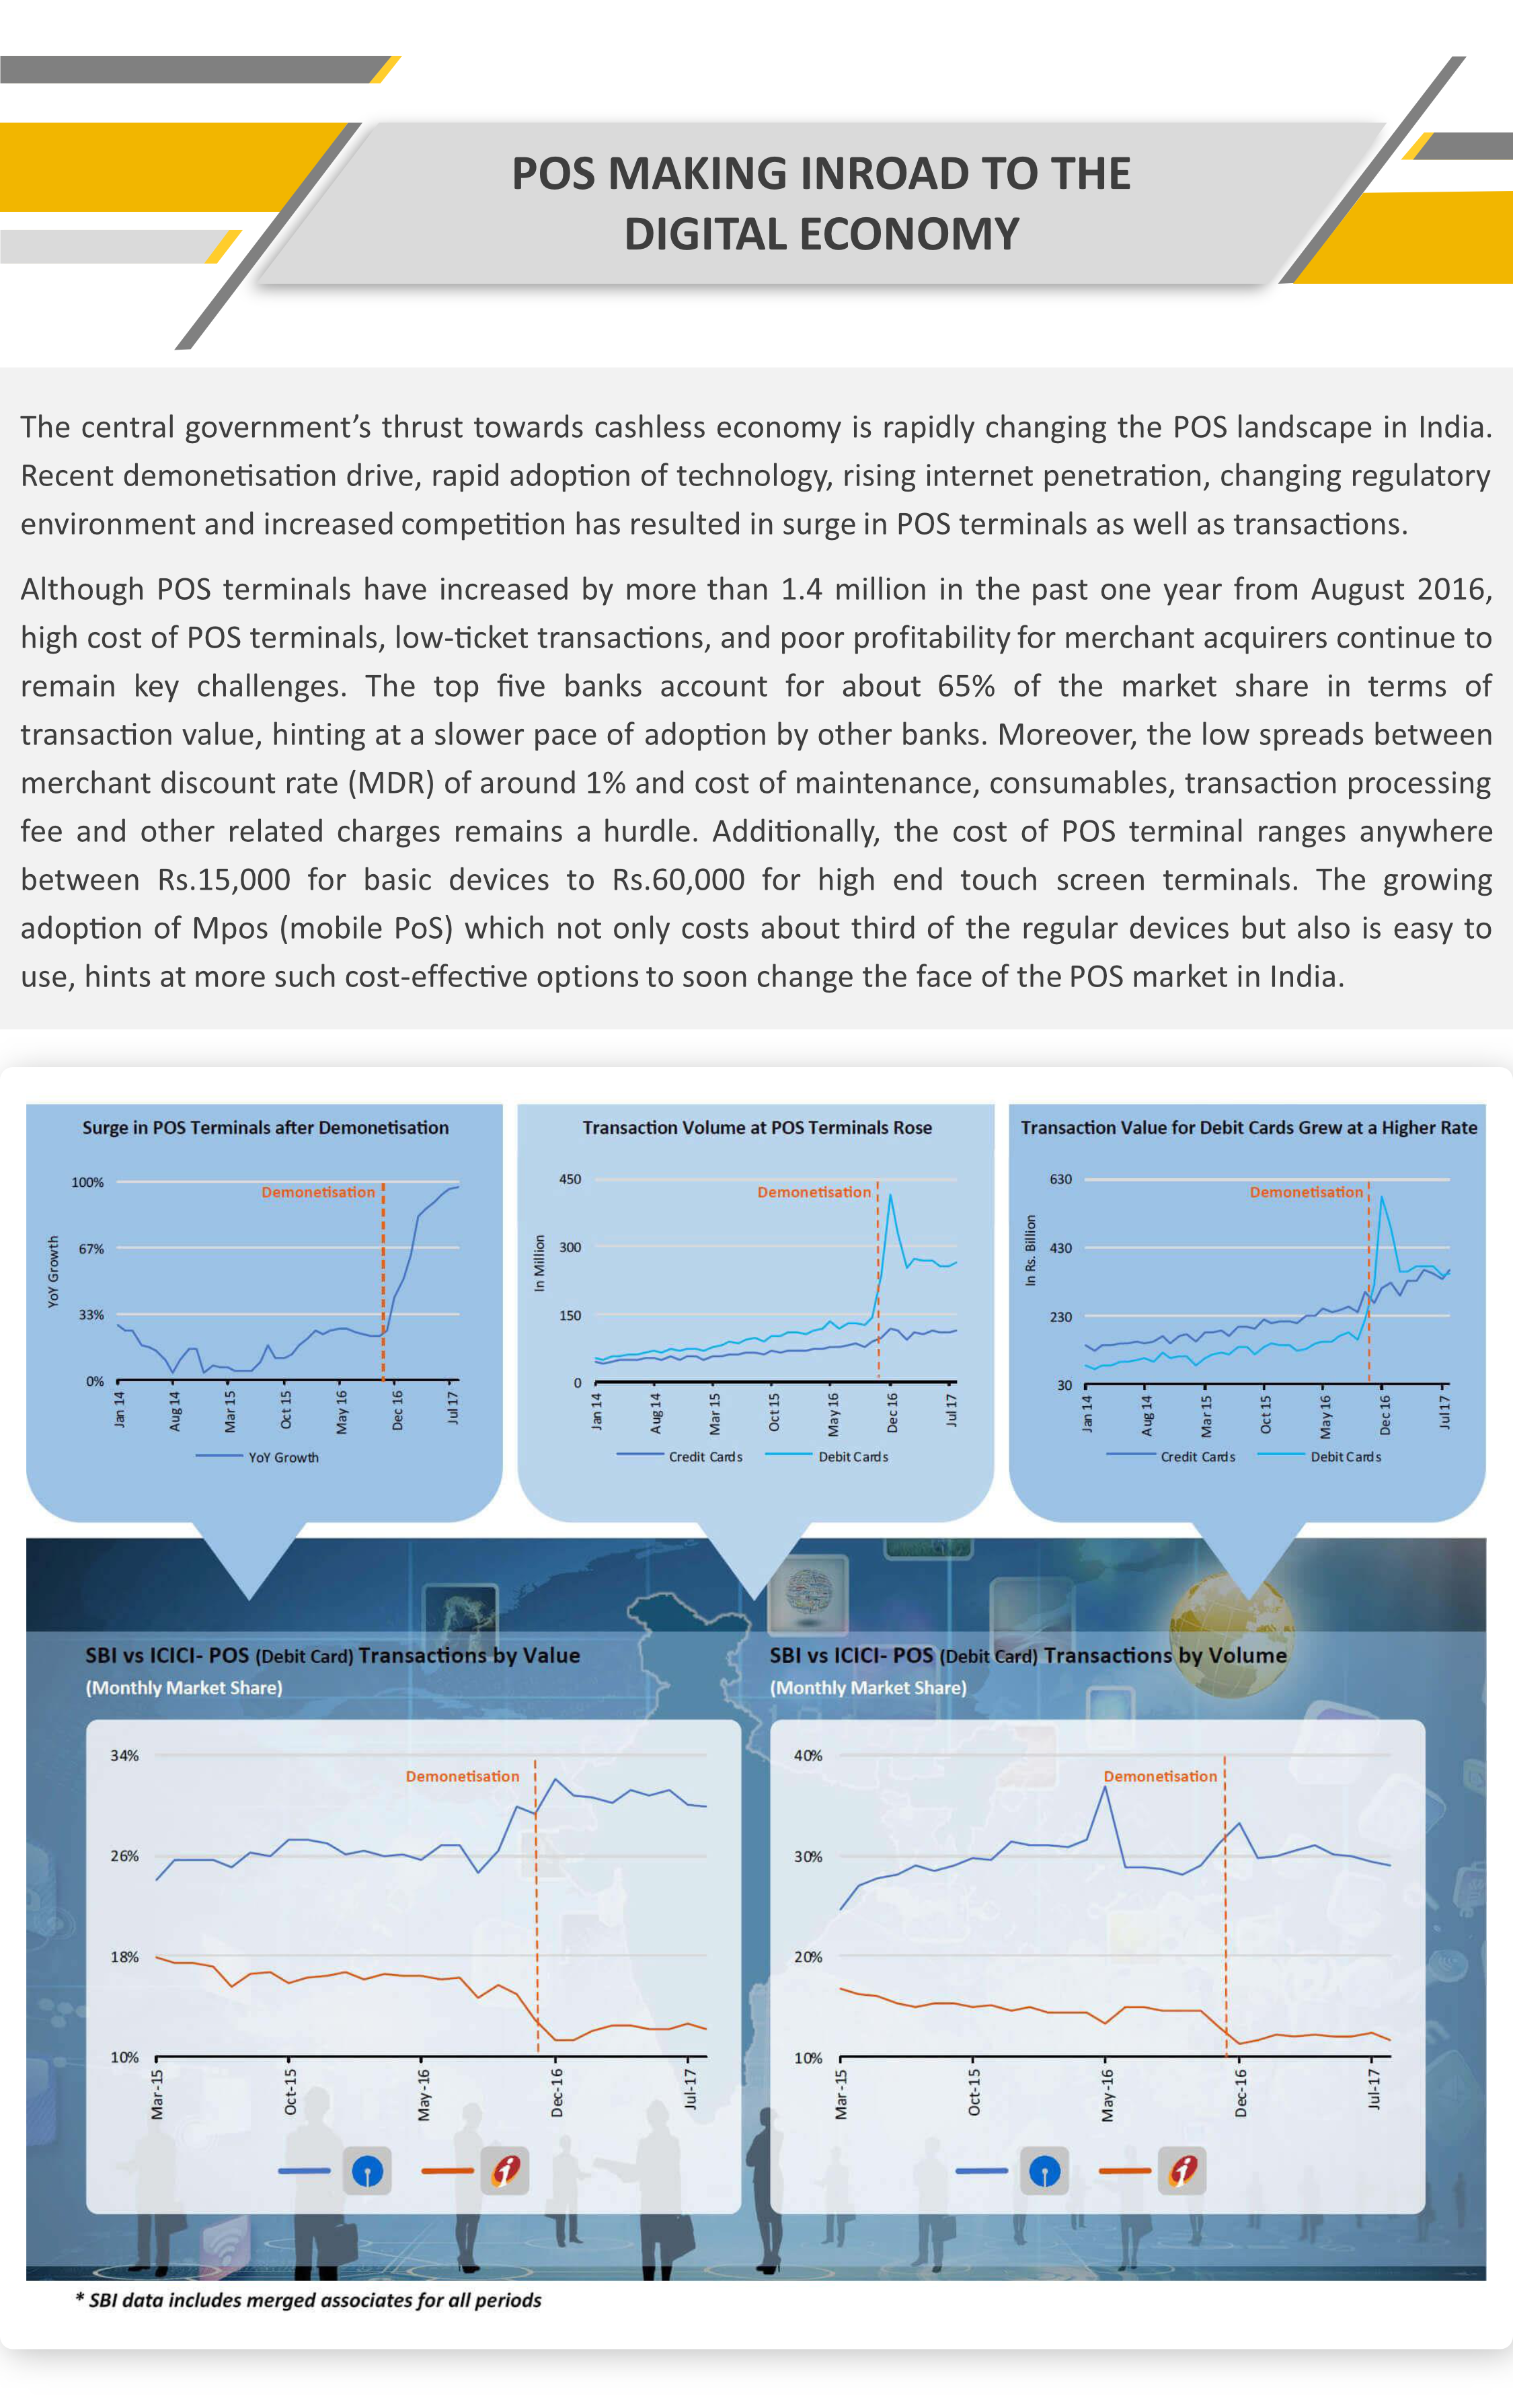 POS MAKING INROAD TO THE
DIGITAL ECONOMY
The central government’s thrust towards cashless economy is rapidly changing the POS landscape in India.
Recent demonetisation drive, rapid adoption of technology, rising internet penetration, changing regulatory
environment and increased competition has resulted in surge in POS terminals as well as transactions.
Although POS terminals have increased by more than 1.4 million in the past one year from August 2016,
high cost of POS terminals, low-ticket transactions, and poor profitability for merchant acquirers continue to
remain key challenges. The top five banks account for about 65% of the market share in terms of
transaction value, hinting at a slower pace of adoption by other banks. Moreover, the low spreads between
merchant discount rate (MDR) of around 1% and cost of maintenance, consumables, transaction processing
fee and other related charges remains a hurdle. Additionally, the cost of POS terminal ranges anywhere
between Rs.15,000 for basic devices to Rs.60,000 for high end touch screen terminals. The growing
adoption of Mpos (mobile PoS) which not only costs about third of the regular devices but also is easy to
use, hints at more such cost-effective options to soon change the face of the POS market in India.
Surge in POS Terminals after Demonetisation
YoY Growth
100%
67%
33%
0%
Demonetisation
Jan 14
Aug 14
Mar 15
Oct 15
May 16
Dec 16
Jul 17
YoY Growth
Transaction Volume at POS Terminals Rose
In Million
450
300
150
0
Demonetisation
Jan 14
Aug 14
Mar 15
Oct 15
May 16
Dec 16
Jul 17
Credit Cards
Debit Cards
Transaction Value for Debit Cards Grew at a Higher Rate
In Rs. Billion
630
430
230
30
Demonetisation
Jan 14
Aug 14
Mar 15
Oct 15
May 16
Dec 16
Jul 17
Credit Cards
Debit Cards
SBI vs ICICI- POS (Debit Card) Transactions by Value
(Monthly Market Share)
34%
26%
18%
10%
Demonetisation
Mar-15
Oct-15
May-16
Dec-16
Jul-17
SBI vs ICICI- POS (Debit Card) Transactions by Volume
(Monthly Market Share)
40%
30%
20%
10%
Demonetisation
Mar-15
Oct-15
May-16
Dec-16
Jul-17
* SBI data includes merged associates for all periods